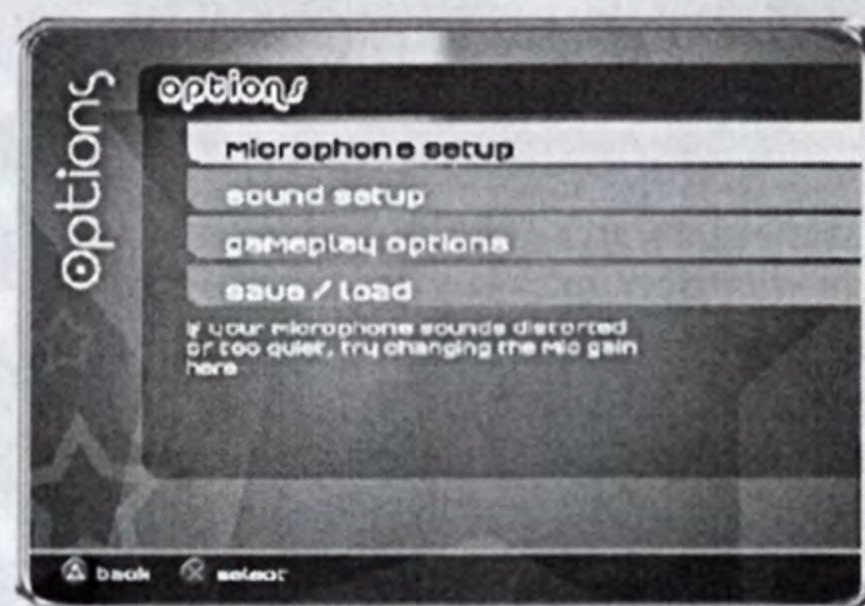 options
options
Microphone setup
sound setup
gameplay options
save / load
if your microphone sounds distorted
or too quiet, try changing the mic gain
here
back select